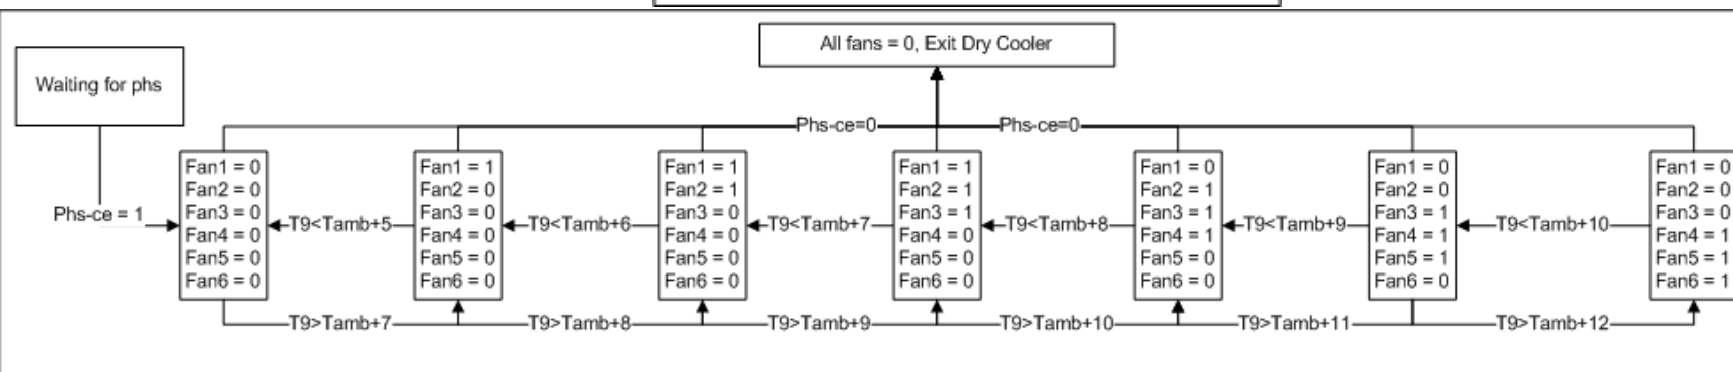 All fans = 0, Exit Dry Cooler
Waiting for phs
Phs-ce=0
Phs-ce=0
Phs-ce = 1
Fan1 = 0
Fan2 = 0
Fan3 = 0
Fan4 = 0
Fan5 = 0
Fan6 = 0
T9<Tamb+5
Fan1 = 1
Fan2 = 0
Fan3 = 0
Fan4 = 0
Fan5 = 0
Fan6 = 0
T9<Tamb+6
Fan1 = 1
Fan2 = 1
Fan3 = 0
Fan4 = 0
Fan5 = 0
Fan6 = 0
T9<Tamb+7
Fan1 = 1
Fan2 = 1
Fan3 = 1
Fan4 = 0
Fan5 = 0
Fan6 = 0
T9<Tamb+8
Fan1 = 0
Fan2 = 1
Fan3 = 1
Fan4 = 1
Fan5 = 0
Fan6 = 0
T9<Tamb+9
Fan1 = 0
Fan2 = 0
Fan3 = 1
Fan4 = 1
Fan5 = 1
Fan6 = 0
T9<Tamb+10
Fan1 = 0
Fan2 = 0
Fan3 = 0
Fan4 = 1
Fan5 = 1
Fan6 = 1
T9>Tamb+7
T9>Tamb+8
T9>Tamb+9
T9>Tamb+10
T9>Tamb+11
T9>Tamb+12